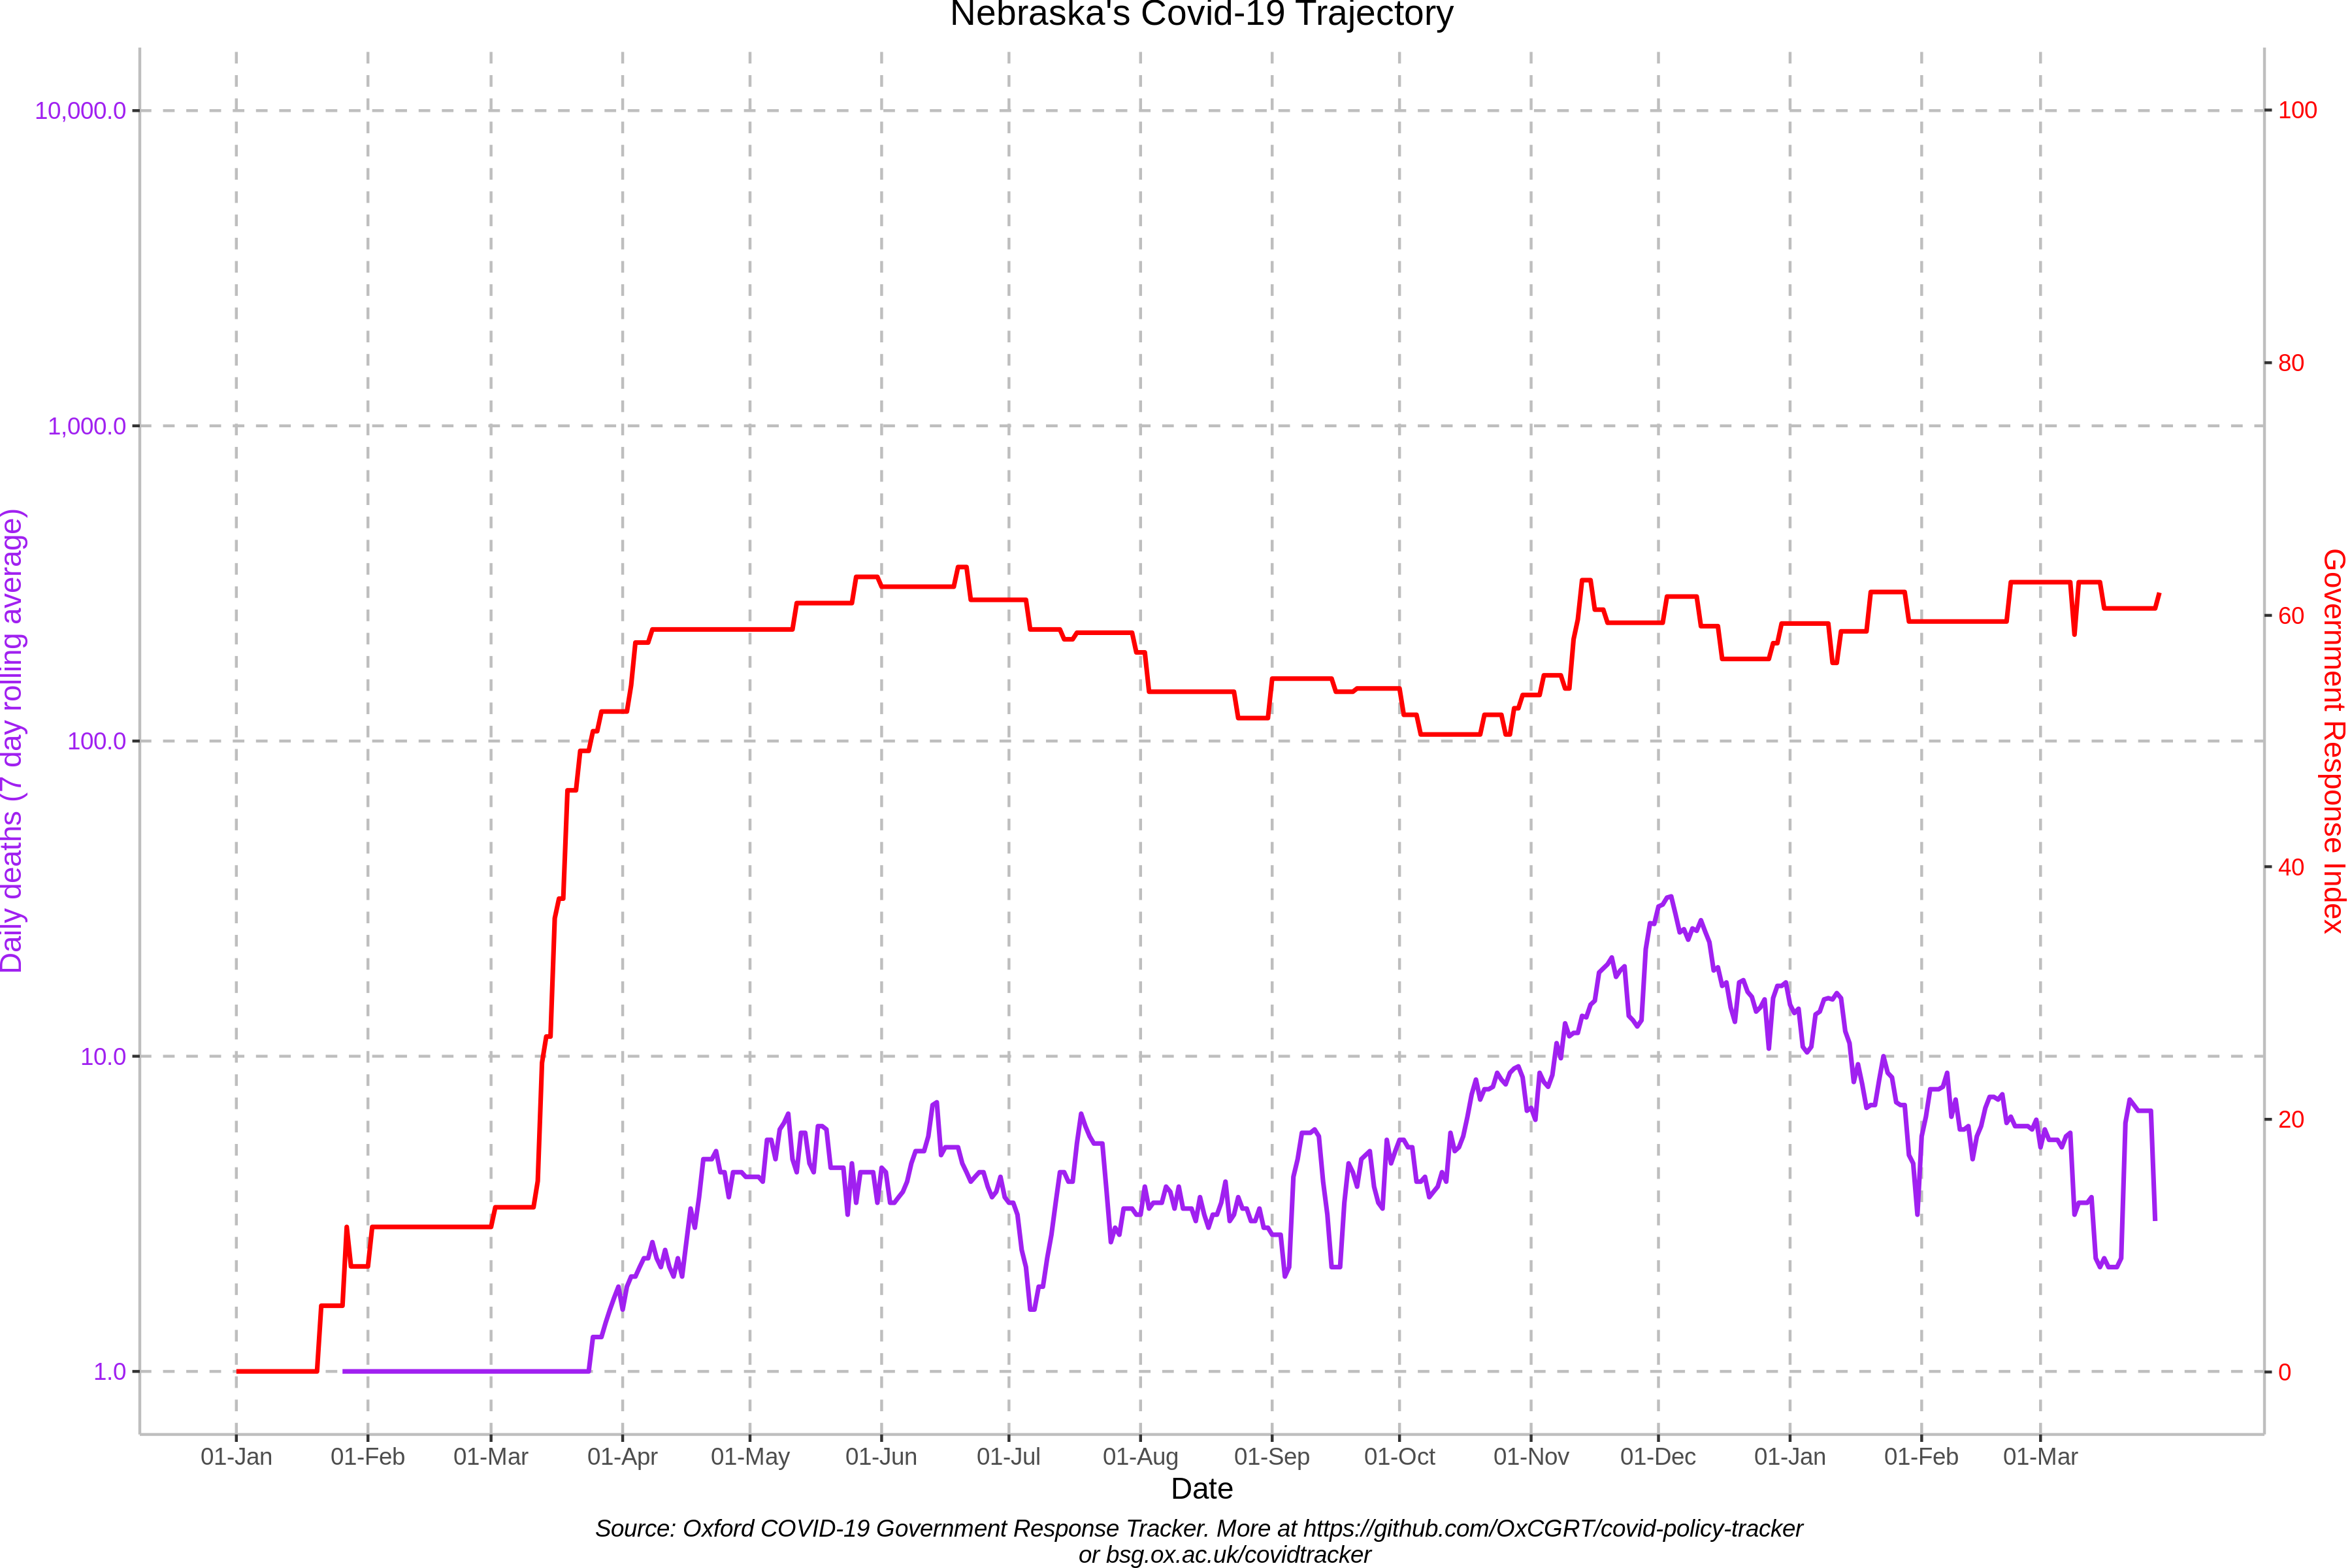 Nebraska's Covid-19 Trajectory
10,000.0
1,000.0
100.0
10.0
1.0
Daily deaths (7 day rolling average)
100
80
60
40
20
0
Government Response Index
01-Jan 01-Feb 01-Mar 01-Apr 01-May 01-Jun 01-Jul 01-Aug 01-Sep 01-Oct 01-Nov 01-Dec 01-Jan 01-Feb 01-Mar
Date
Source: Oxford COVID-19 Government Response Tracker. More at https://github.com/OxCGRT/covid-policy-tracker
or bsg.ox.ac.uk/covidtracker